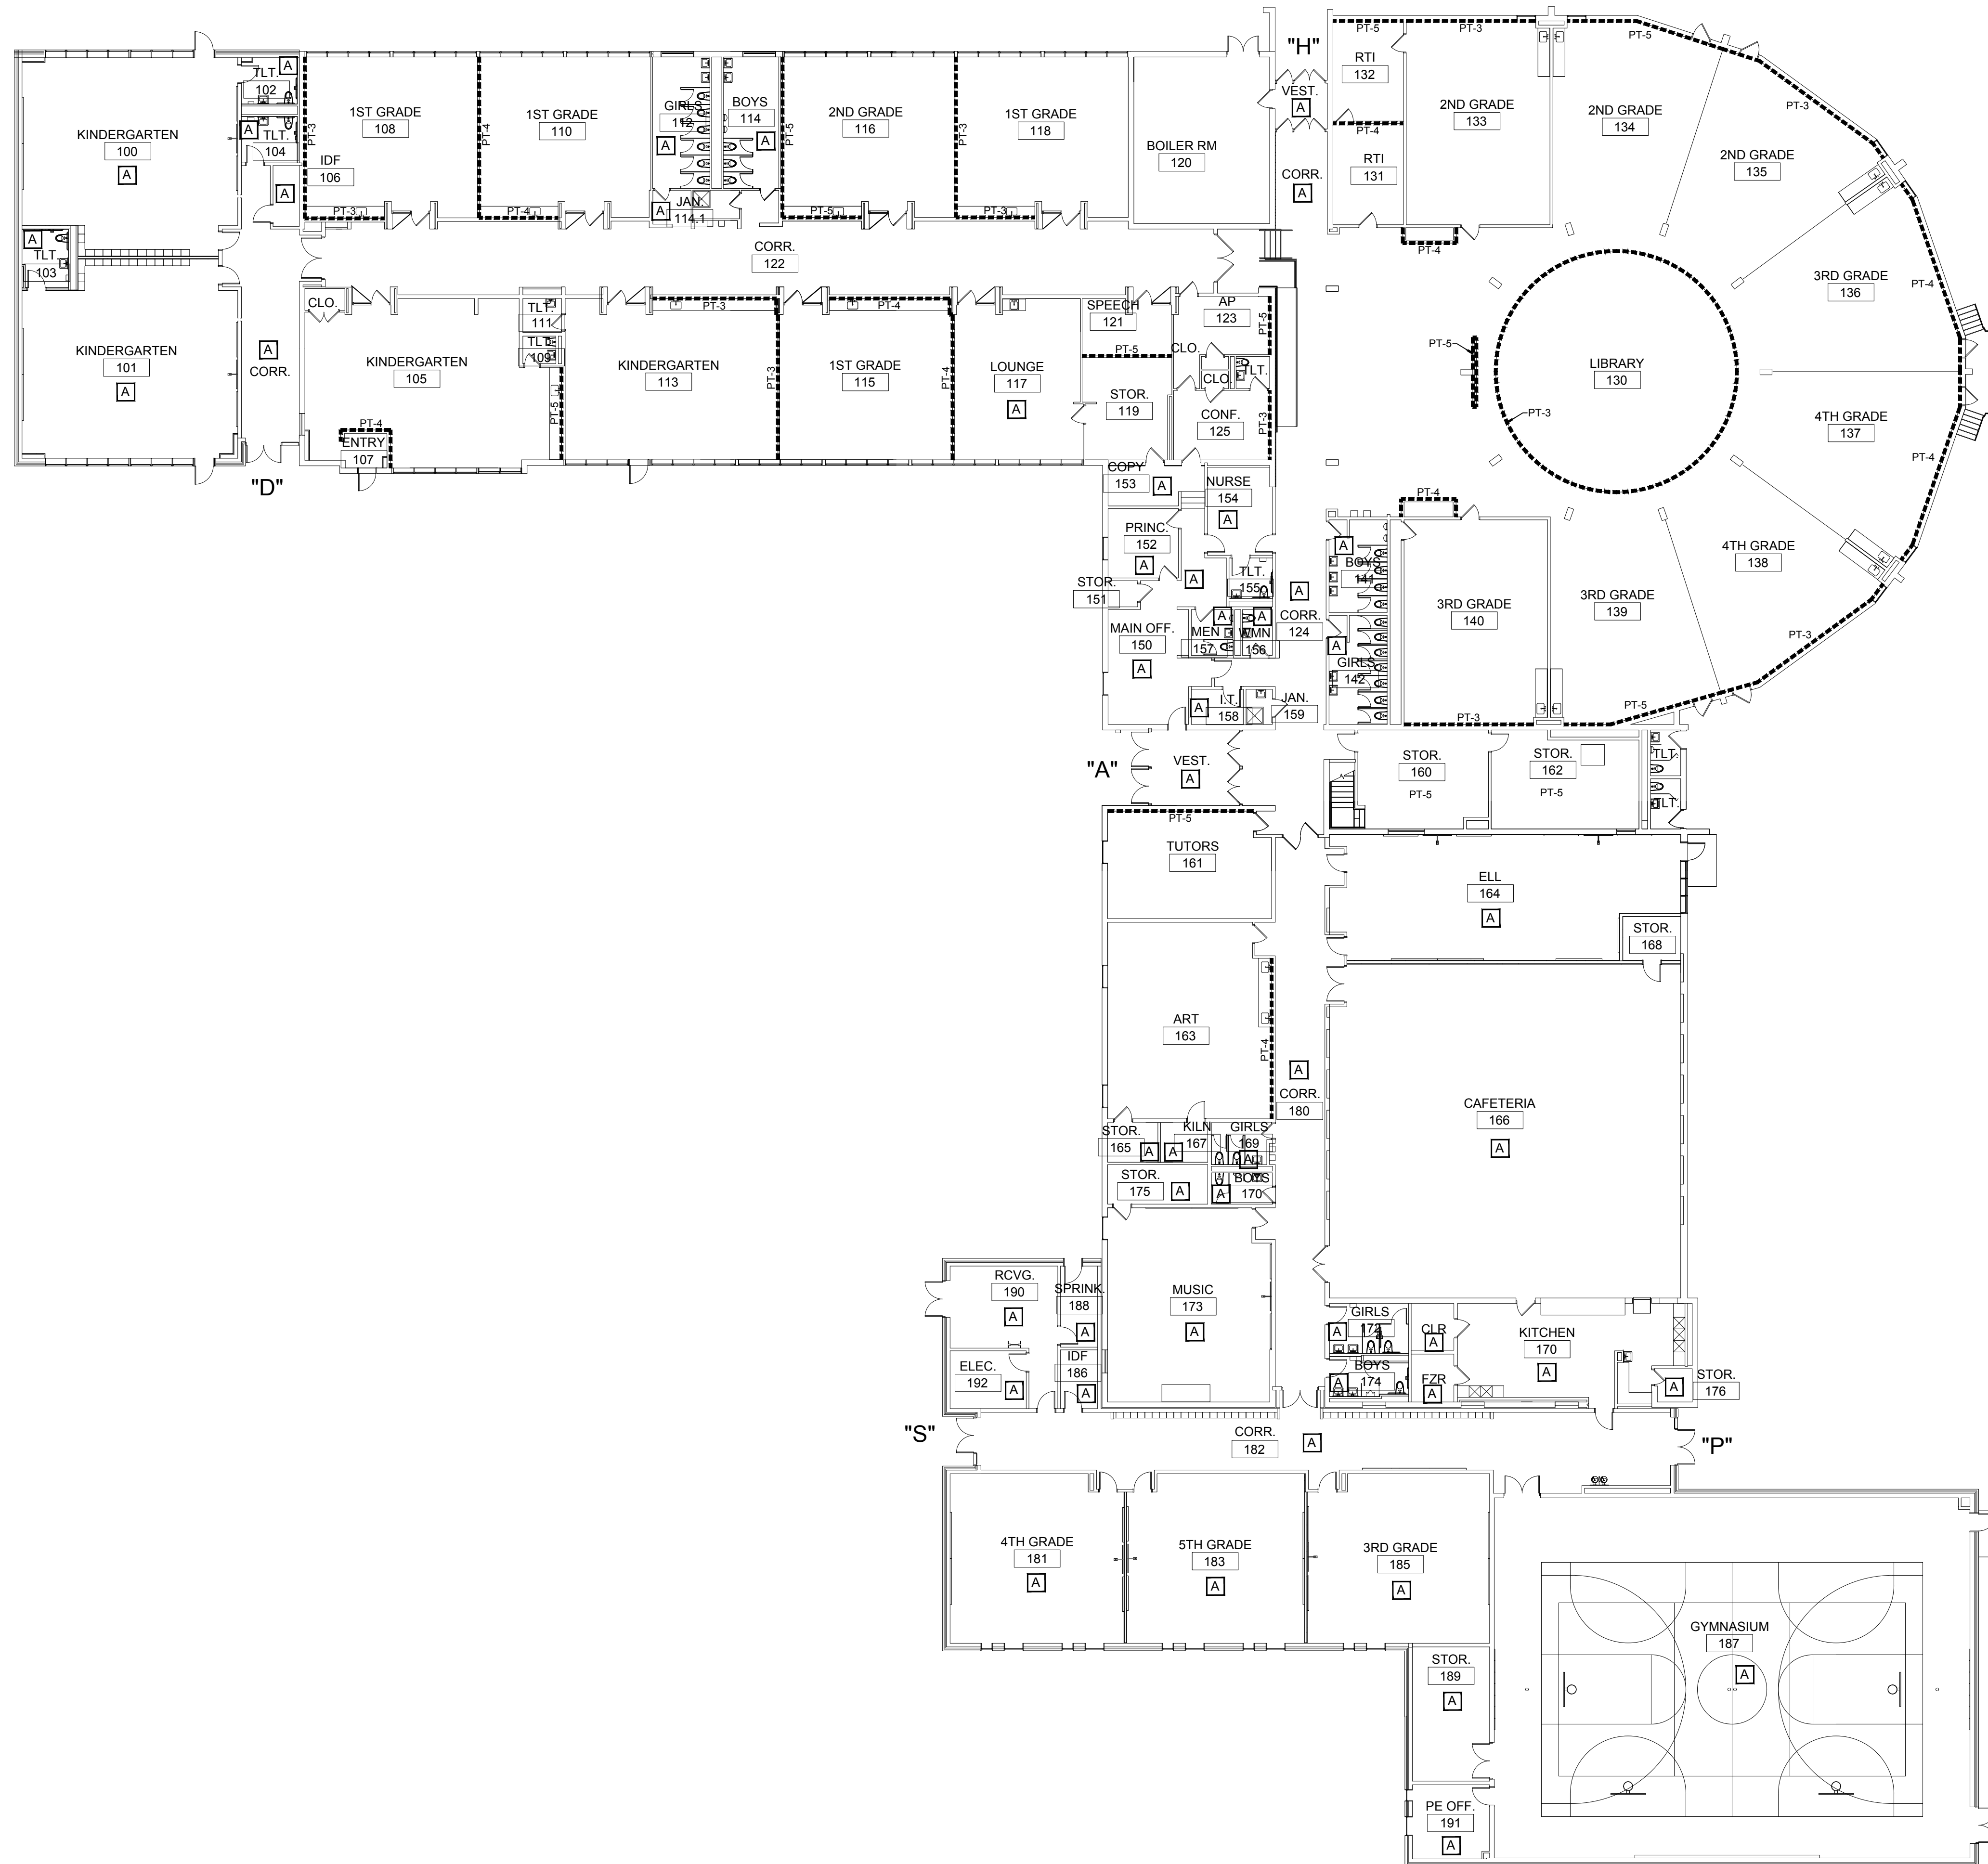 "H"
PT-5
PT-3
PT-5
RTI
132
TLT.
102
A
1ST GRADE
108
1ST GRADE
110
GIRLS
112
A
BOYS
114
A
2ND GRADE
116
1ST GRADE
118
VEST.
A
2ND GRADE
133
2ND GRADE
134
PT-3
KINDERGARTEN
100
A
A
TLT.
104
PT-3
PT-4
PT-5
PT-3
PT-4
BOILER RM
120
2ND GRADE
135
IDF
106
RTI
131
CORR.
A
A
PT-3
PT-4
A
JAN
114.1
PT-5
PT-3
A
TLT.
103
CORR.
122
PT-4
3RD GRADE
136
PT-4
CLO.
TLT.
111
PT-3
PT-4
SPEECH
121
AP
123
PT-5
KINDERGARTEN
101
A
A
CORR.
KINDERGARTEN
105
TLT.
109
KINDERGARTEN
113
PT-3
1ST GRADE
115
PT-4
LOUNGE
117
A
PT-5
CLO.
CLO.
TLT.
PT-5
LIBRARY
130
STOR.
119
CONF.
125
PT-3
PT-3
4TH GRADE
137
PT-4
PT-5
PT-4
ENTRY
107
"D"
COPY
153
A
NURSE
154
A
PT-4
PRINC.
152
A
A
BOYS
141
4TH GRADE
138
STOR.
151
A
TLT.
155
A
3RD GRADE
140
3RD GRADE
139
PT-3
MAIN OFF.
150
A
A
MEN
157
A
WMN
156
CORR.
124
A
GIRLS
142
A
I.T.
158
JAN.
159
PT-3
PT-5
"A"
VEST.
A
STOR.
160
PT-5
STOR.
162
PT-5
TLT.
TLT.
PT-5
TUTORS
161
ELL
164
A
STOR.
168
ART
163
PT-4
A
CORR.
180
CAFETERIA
166
A
STOR.
165
A
KILN
167
A
GIRLS
169
A
STOR.
175
A
BOYS
170
A
RCVG.
190
A
SPRINK.
188
A
MUSIC
173
A
GIRLS
172
A
CLR
A
KITCHEN
170
A
ELEC.
192
A
IDF
186
A
BOYS
174
A
FZR
A
A
STOR.
176
"S"
CORR.
182
A
"P"
4TH GRADE
181
A
5TH GRADE
183
A
3RD GRADE
185
A
GYMNASIUM
187
A
STOR.
189
A
PE OFF.
191
A